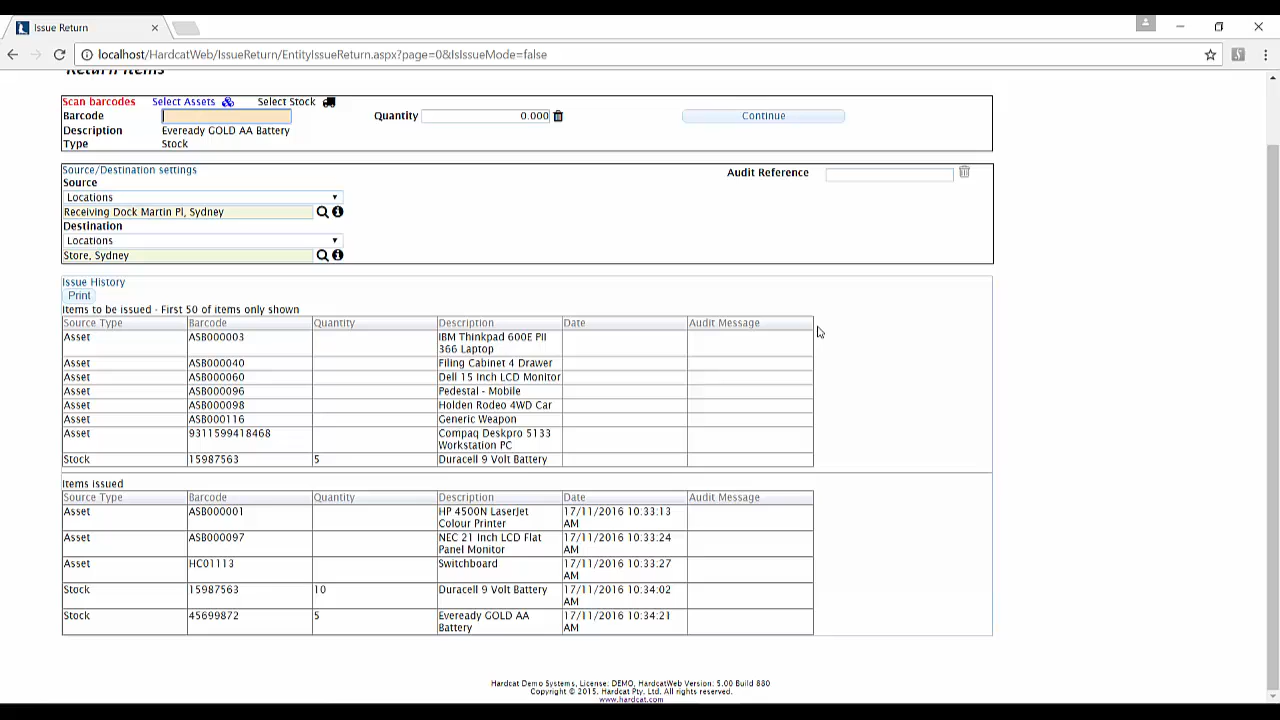 Issue Return
localhost/HardcatWeb/IssueReturn/EntityIssueReturn.aspx?page=0&IsIssueMode=false
Return Items
Scan barcodes Select Assets Select Stock
Barcode Quantity 0.000 Continue
Description Eveready GOLD AA Battery
Type Stock
Source/Destination settings Audit Reference
Source
Locations
Receiving Dock Martin Pl, Sydney
Destination
Locations
Store, Sydney
Issue History
Print
Items to be issued - First 50 of items only shown
Source Type Barcode Quantity Description Date Audit Message
Asset ASB000003 IBM Thinkpad 600E PII
366 Laptop
Asset ASB000040 Filing Cabinet 4 Drawer
Asset ASB000060 Dell 15 Inch LCD Monitor
Asset ASB000096 Pedestal - Mobile
Asset ASB000098 Holden Rodeo 4WD Car
Asset ASB000116 Generic Weapon
Asset 9311599418468 Compaq Deskpro 5133
Workstation PC
Stock 15987563 5 Duracell 9 Volt Battery
Items issued
Source Type Barcode Quantity Description Date Audit Message
Asset ASB000001 HP 4500N LaserJet 17/11/2016 10:33:13
Colour Printer AM
Asset ASB000097 NEC 21 Inch LCD Flat 17/11/2016 10:33:24
Panel Monitor AM
Asset HC01113 Switchboard 17/11/2016 10:33:27
AM
Stock 15987563 10 Duracell 9 Volt Battery 17/11/2016 10:34:02
AM
Stock 45699872 5 Eveready GOLD AA 17/11/2016 10:34:21
Battery AM
Hardcat Demo Systems, License: DEMO, HardcatWeb Version: 5.00 Build 880
Copyright © 2015. Hardcat Pty. Ltd. All rights reserved.
www.hardcat.com